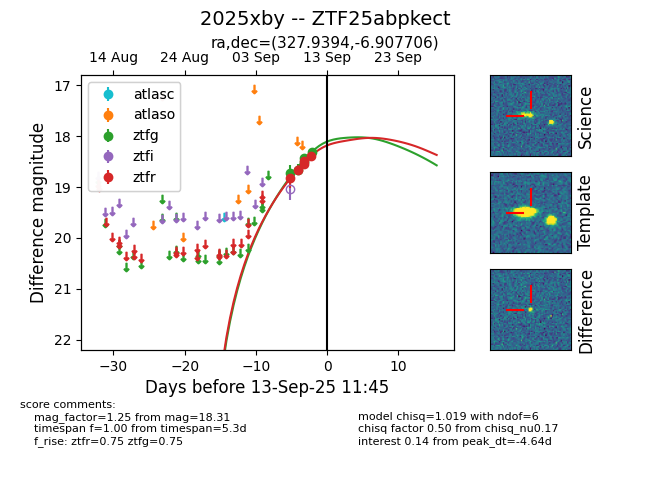 2025xby -- ZTF25abpkect
ra,dec=(327.9394,-6.907706)
14 Aug 24 Aug 03 Sep 13 Sep 23 Sep
17
18
19
20
21
22
Difference magnitude
atlasc
atlaso
ztfg
ztfi
ztfr
−30 −20 −10 0 10
Days before 13-Sep-25 11:45
Science
Template
Difference
score comments:
mag_factor=1.25 from mag=18.31
timespan f=1.00 from timespan=5.3d
f_rise: ztfr=0.75 ztfg=0.75
model chisq=1.019 with ndof=6
chisq factor 0.50 from chisq_nu0.17
interest 0.14 from peak_dt=-4.64d